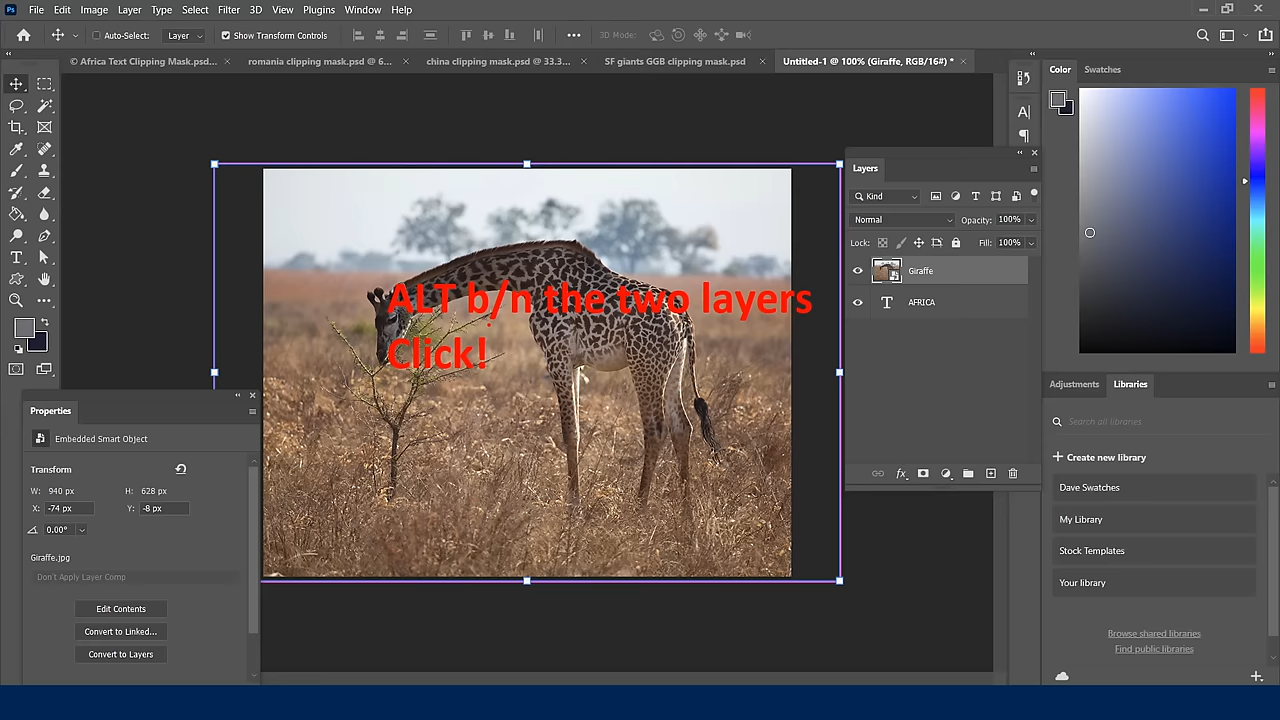 Ps File Edit Image Layer Type Select Filter 3D View Plugins Window Help
Auto-Select: Layer Show Transform Controls 3D Mode:
© Africa Text Clipping Mask.psd... romania clipping mask.psd @ 6... china clipping mask.psd @ 33.3... SF giants GGB clipping mask.psd Untitled-1 @ 100% (Giraffe, RGB/16#) *
Color Swatches
Layers
Kind
Normal Opacity: 100%
Lock: Fill: 100%
Giraffe
T AFRICA
ALT b/n the two layers
Click!
Properties
Embedded Smart Object
Transform
W: 940 px H: 628 px
X: -74 px Y: -8 px
0.00°
Giraffe.jpg
Don't Apply Layer Comp
Edit Contents
Convert to Linked...
Convert to Layers
Adjustments Libraries
Search all libraries
Create new library
Dave Swatches
My Library
Stock Templates
Your library
Browse shared libraries
Find public libraries